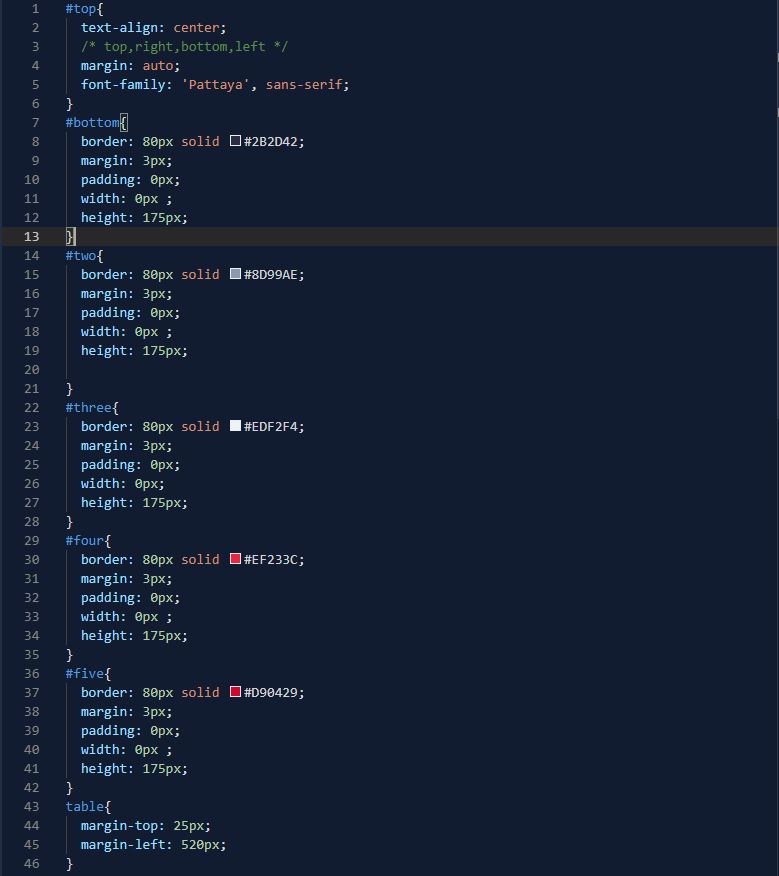 1 #top{
2 text-align: center;
3 /* top,right,bottom,left */
4 margin: auto;
5 font-family: 'Pattaya', sans-serif;
6 }
7 #bottom{
8 border: 80px solid #2B2D42;
9 margin: 3px;
10 padding: 0px;
11 width: 0px ;
12 height: 175px;
13 }
14 #two{
15 border: 80px solid #8D99AE;
16 margin: 3px;
17 padding: 0px;
18 width: 0px ;
19 height: 175px;
20
21 }
22 #three{
23 border: 80px solid #EDF2F4;
24 margin: 3px;
25 padding: 0px;
26 width: 0px;
27 height: 175px;
28 }
29 #four{
30 border: 80px solid #EF233C;
31 margin: 3px;
32 padding: 0px;
33 width: 0px ;
34 height: 175px;
35 }
36 #five{
37 border: 80px solid #D90429;
38 margin: 3px;
39 padding: 0px;
40 width: 0px ;
41 height: 175px;
42 }
43 table{
44 margin-top: 25px;
45 margin-left: 520px;
46 }